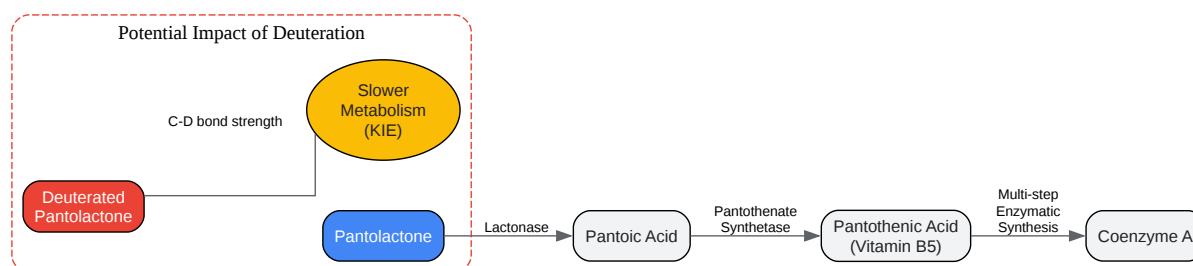 Potential Impact of Deuteration
Slower
Metabolism
(KIE)
C-D bond strength
Deuterated
Pantolactone
Pantolactone
Lactonase
Pantoic Acid
Pantothenate
Synthetase
Pantothenic Acid
(Vitamin B5)
Multi-step
Enzymatic
Synthesis
Coenzyme A